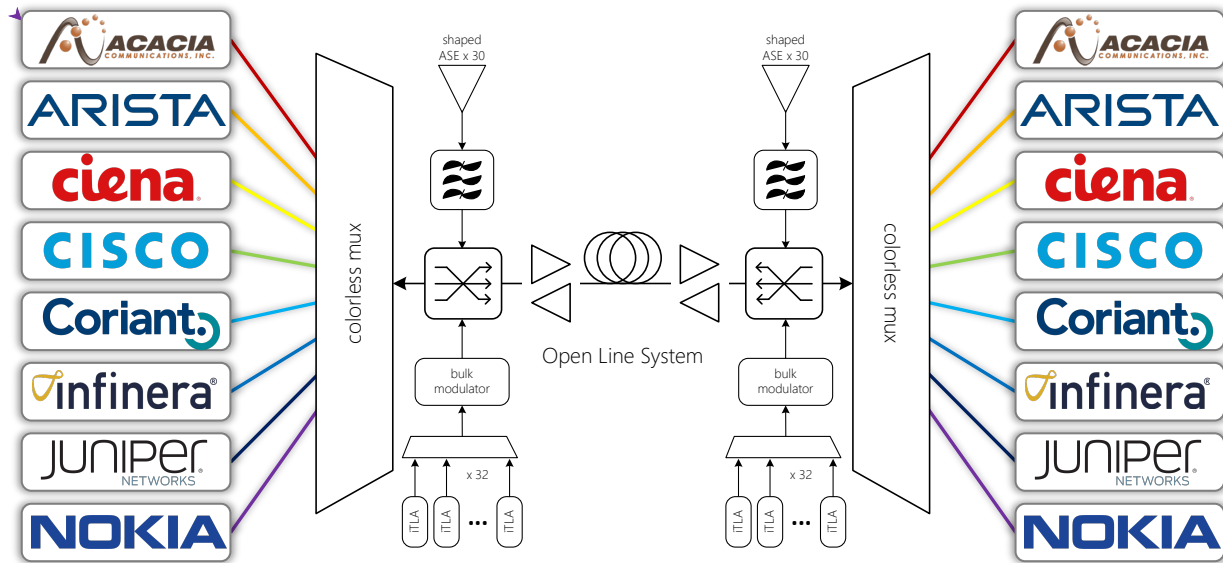 ACACIA
COMMUNICATIONS, INC.
ARISTA
ciena®
CISCO
Coriant
infinera®
JUNIPER®
NETWORKS
NOKIA
colorless mux
shaped
ASE x 30
bulk
modulator
x 32
iTLA
iTLA
...
iTLA
Open Line System
shaped
ASE x 30
bulk
modulator
x 32
iTLA
iTLA
...
iTLA
colorless mux
ACACIA
COMMUNICATIONS, INC.
ARISTA
ciena®
CISCO
Coriant
infinera®
JUNIPER®
NETWORKS
NOKIA